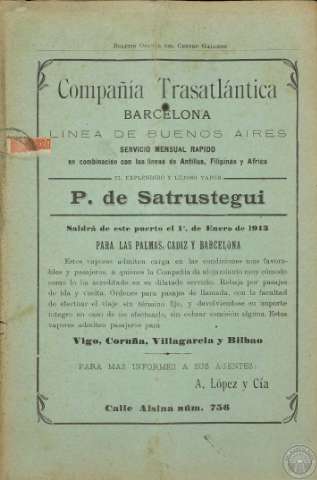 Boletín Oficial del Centro Gallego
Compañía Trasatlántica
BARCELONA
LINEA DE BUENOS AIRES
SERVICIO MENSUAL RAPIDO
en combinación con las líneas de Antillas, Filipinas y Africa
EL ESPLENDIDO Y LUJOSO VAPOR
P. de Satrustegui
Saldrá de este puerto el 1º. de Enero de 1913
PARA LAS PALMAS, CADIZ Y BARCELONA
Estos vapores admiten carga en las condiciones más favora-
bles y pasajeros, a quienes la Compañía da alojamiento muy cómodo
como lo ha acreditado en su dilatado servicio. Rebaja por pasajes
de ida y vuelta. Ordenes para pasajes de llamada, con la facultad
de efectuar el viaje sin término fijo, y devolviéndose su importe
íntegro en caso de no efectuarlo, sin cobrar comisión alguna. Estos
vapores admiten pasajeros para
Vigo, Coruña, Villagarcia y Bilbao
PARA MAS INFORMES A SUS AGENTES:
A. López y Cía
Calle Alsina núm. 756